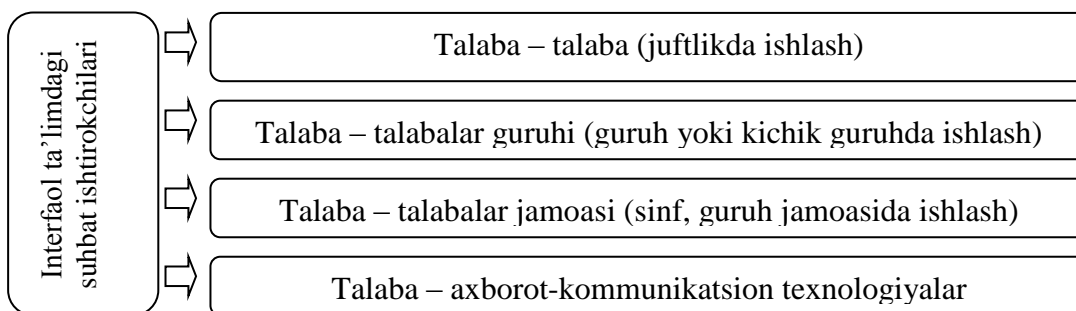 Interfaol ta’limdagi
suhbat ishtirokchilari
Talaba – talaba (juftlikda ishlash)
Talaba – talabalar guruhi (guruh yoki kichik guruhda ishlash)
Talaba – talabalar jamoasi (sinf, guruh jamoasida ishlash)
Talaba – axborot-kommunikatsion texnologiyalar